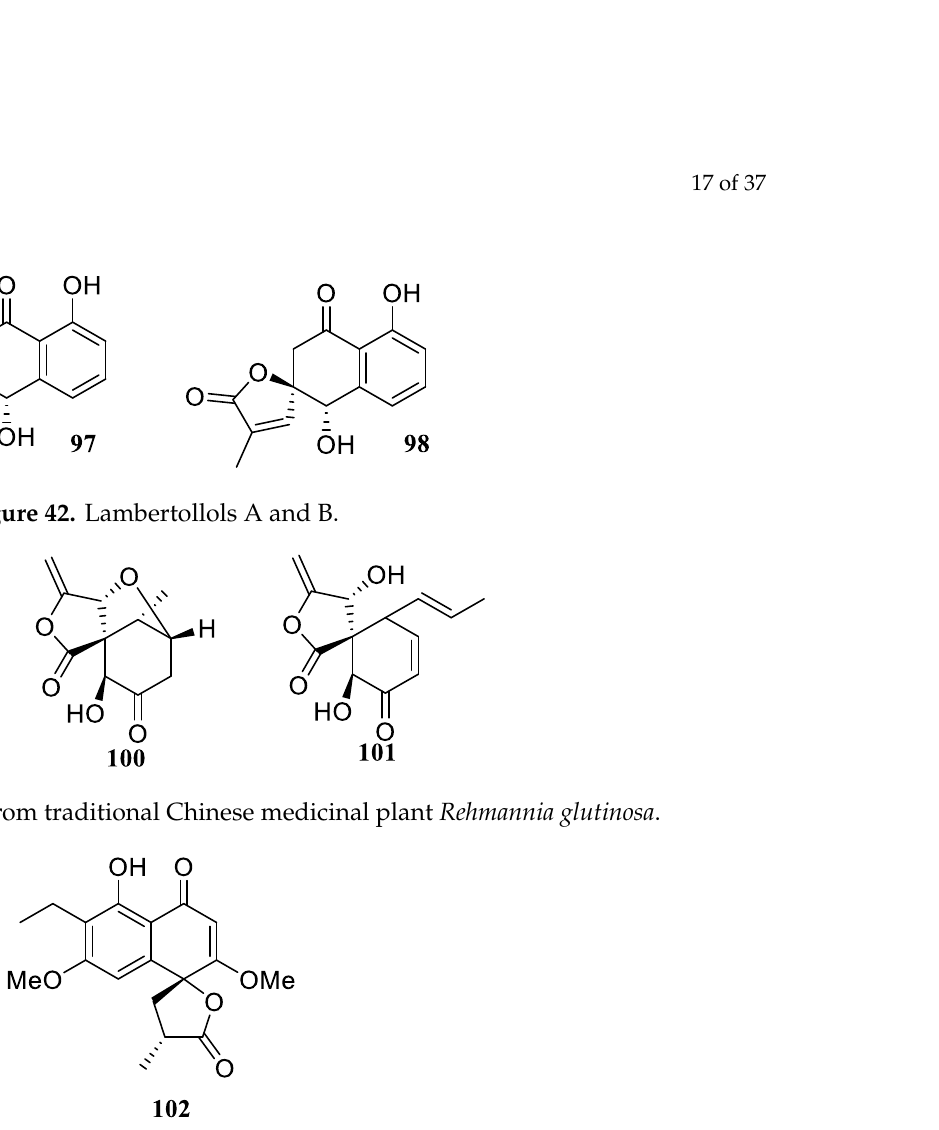 17 of 37
O OH
O OH
O
O
OH 97
OH 98
gure 42. Lambertollols A and B.
O
OH
O H
O
O
O
HO
HO
O
O
100
101
rom traditional Chinese medicinal plant Rehmannia glutinosa.
OH O
MeO OMe
O
O
102